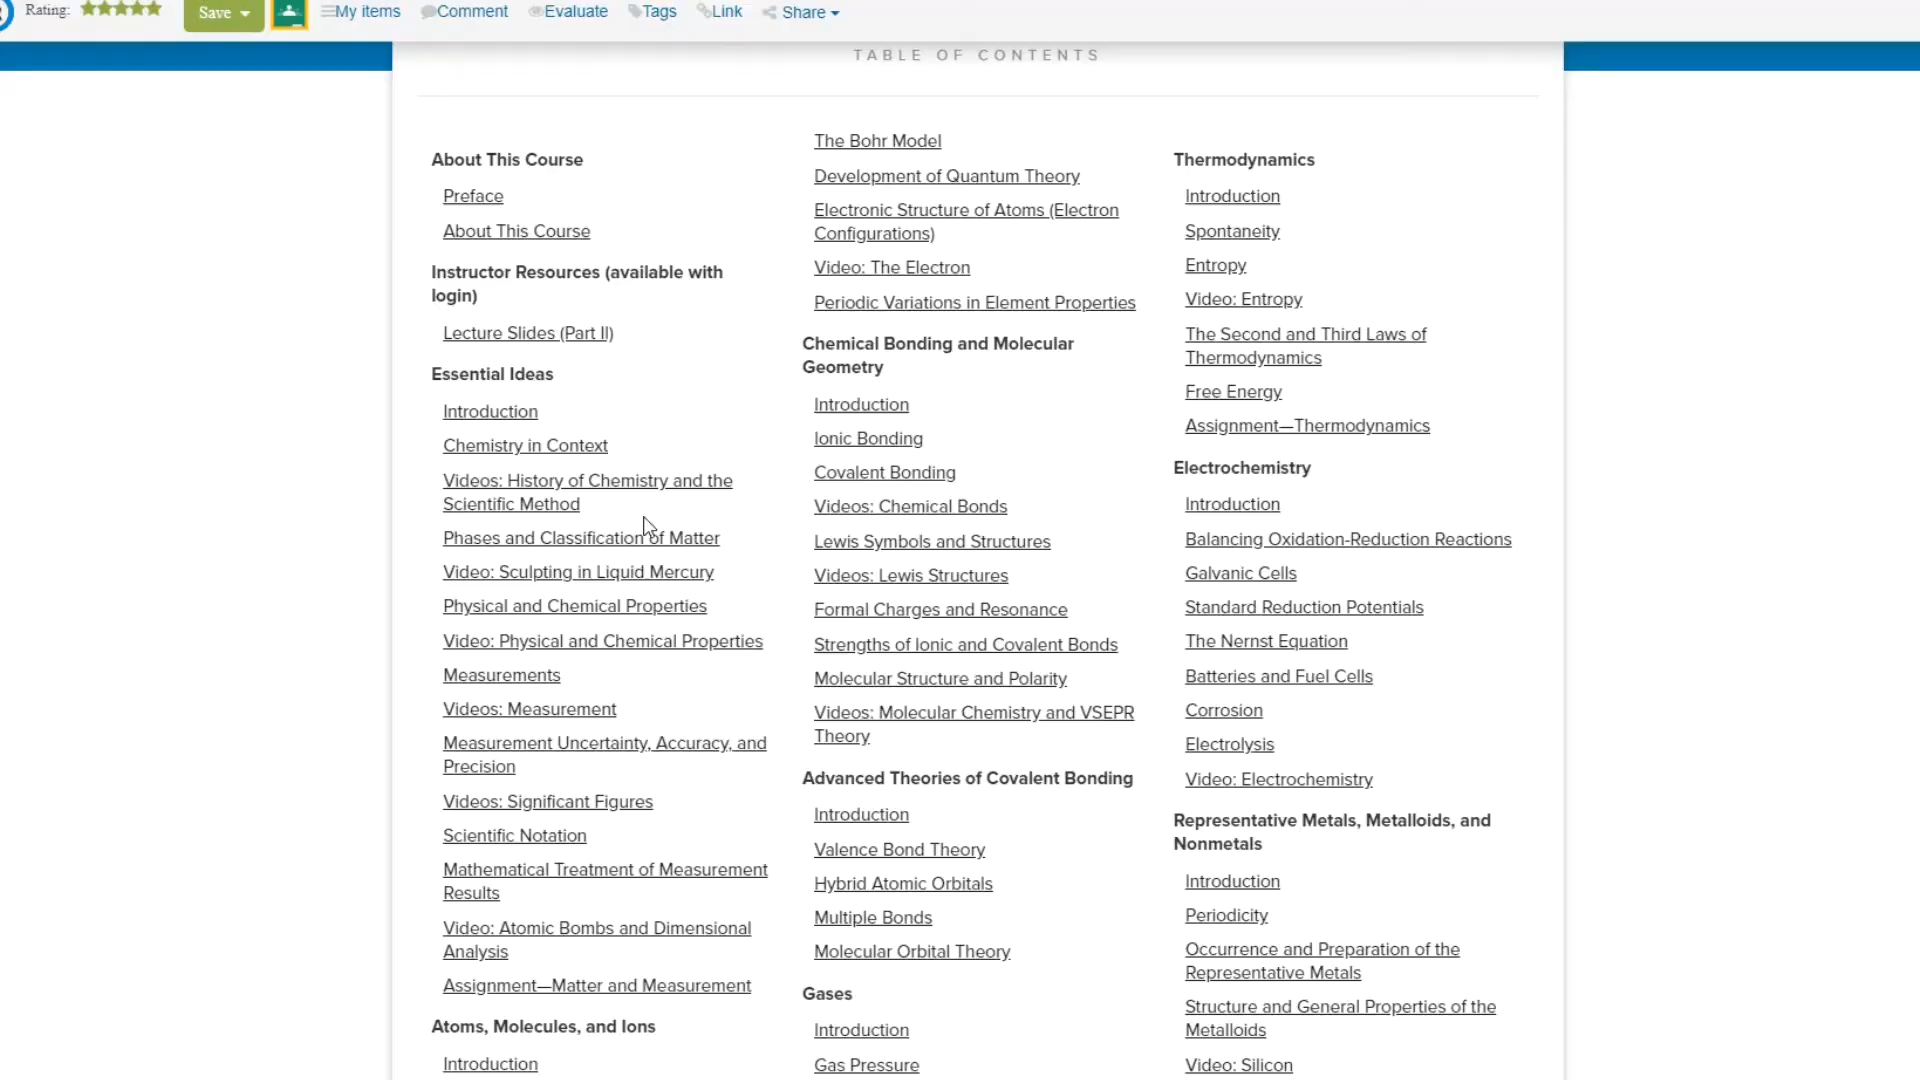 Rating:
Save
My items
Comment
Evaluate
Tags
Link
Share
TABLE OF CONTENTS
About This Course
Preface
About This Course
Instructor Resources (available with
login)
Lecture Slides (Part II)
Essential Ideas
Introduction
Chemistry in Context
Videos: History of Chemistry and the
Scientific Method
Phases and Classification of Matter
Video: Sculpting in Liquid Mercury
Physical and Chemical Properties
Video: Physical and Chemical Properties
Measurements
Videos: Measurement
Measurement Uncertainty, Accuracy, and
Precision
Videos: Significant Figures
Scientific Notation
Mathematical Treatment of Measurement
Results
Video: Atomic Bombs and Dimensional
Analysis
Assignment—Matter and Measurement
Atoms, Molecules, and Ions
Introduction
The Bohr Model
Development of Quantum Theory
Electronic Structure of Atoms (Electron
Configurations)
Video: The Electron
Periodic Variations in Element Properties
Chemical Bonding and Molecular
Geometry
Introduction
Ionic Bonding
Covalent Bonding
Videos: Chemical Bonds
Lewis Symbols and Structures
Videos: Lewis Structures
Formal Charges and Resonance
Strengths of Ionic and Covalent Bonds
Molecular Structure and Polarity
Videos: Molecular Chemistry and VSEPR
Theory
Advanced Theories of Covalent Bonding
Introduction
Valence Bond Theory
Hybrid Atomic Orbitals
Multiple Bonds
Molecular Orbital Theory
Gases
Introduction
Gas Pressure
Thermodynamics
Introduction
Spontaneity
Entropy
Video: Entropy
The Second and Third Laws of
Thermodynamics
Free Energy
Assignment—Thermodynamics
Electrochemistry
Introduction
Balancing Oxidation-Reduction Reactions
Galvanic Cells
Standard Reduction Potentials
The Nernst Equation
Batteries and Fuel Cells
Corrosion
Electrolysis
Video: Electrochemistry
Representative Metals, Metalloids, and
Nonmetals
Introduction
Periodicity
Occurrence and Preparation of the
Representative Metals
Structure and General Properties of the
Metalloids
Video: Silicon